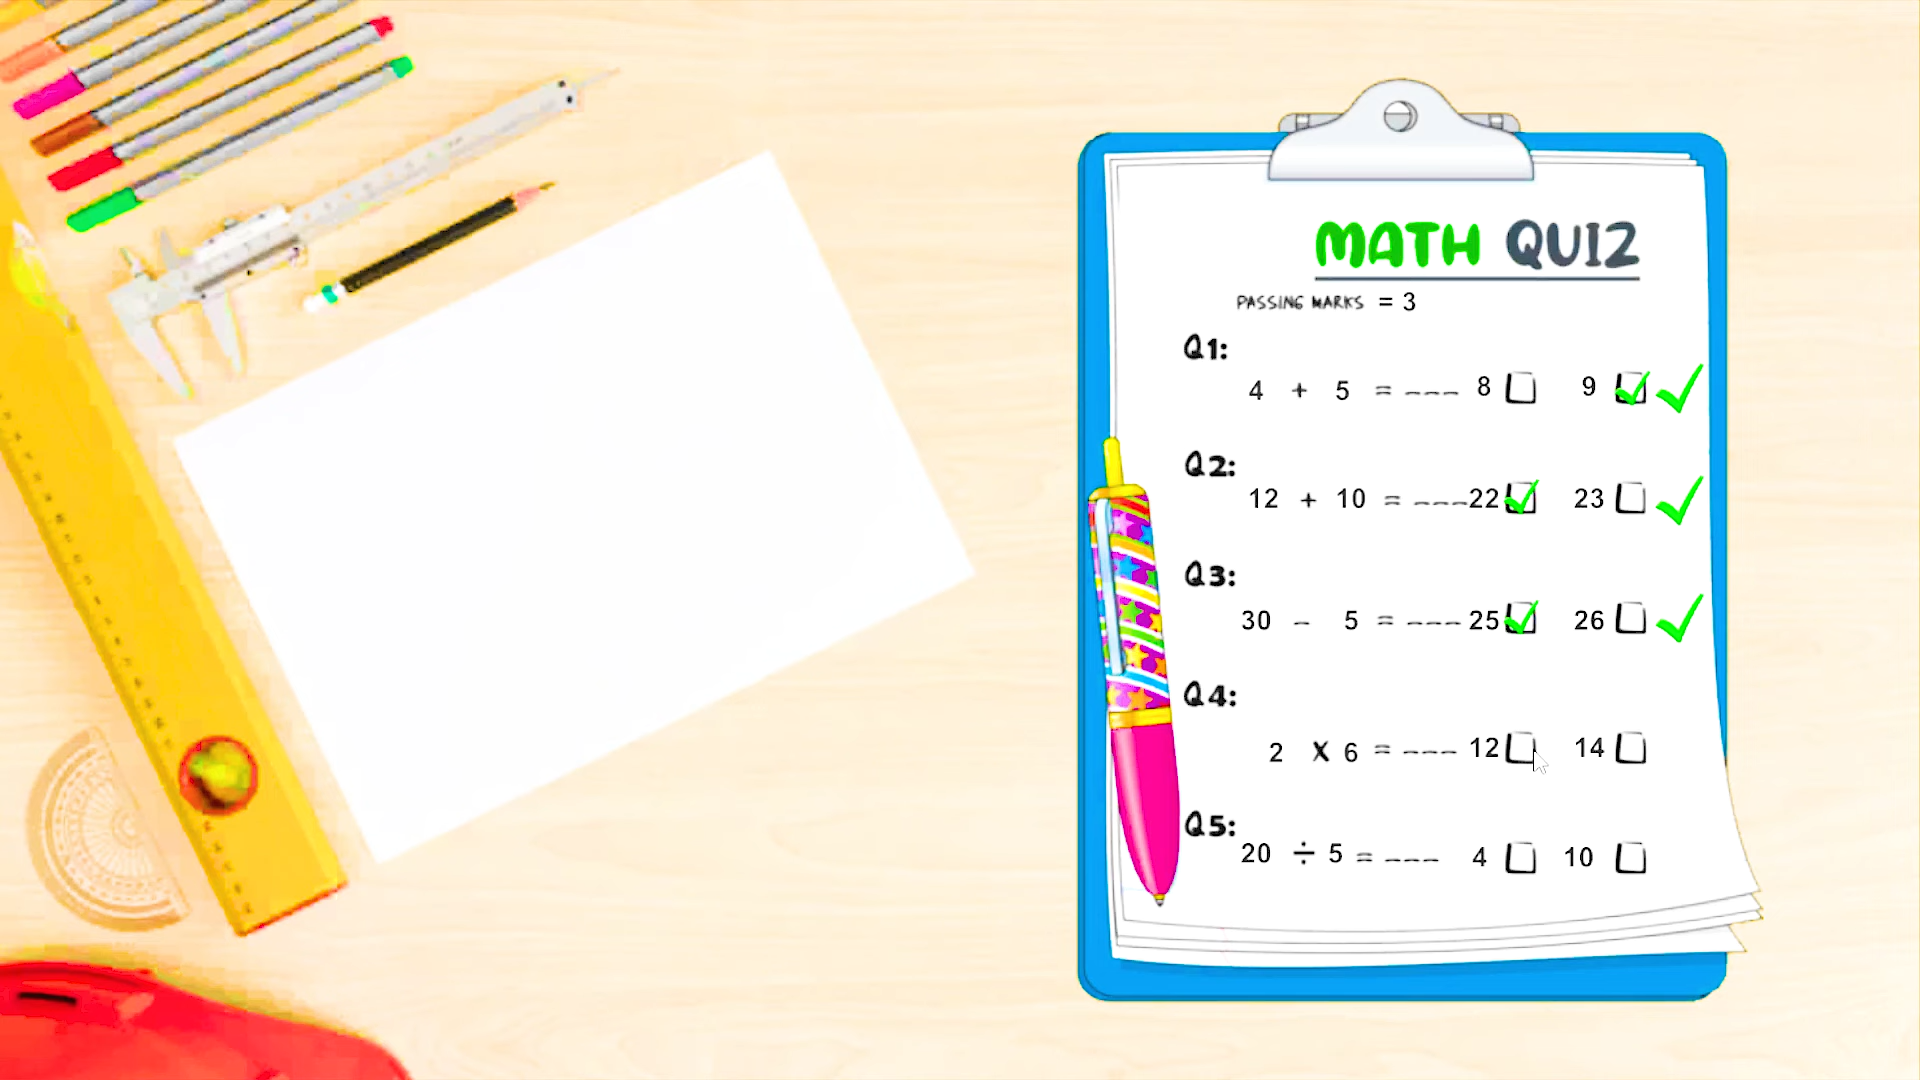 MATH QUIZ
PASSING MARKS = 3
Q1:
4 + 5 = --- 8 9
Q2:
12 + 10 = --- 22 23
Q3:
30 - 5 = --- 25 26
Q4:
2 X 6 = --- 12 14
Q5:
20 ÷ 5 = --- 4 10